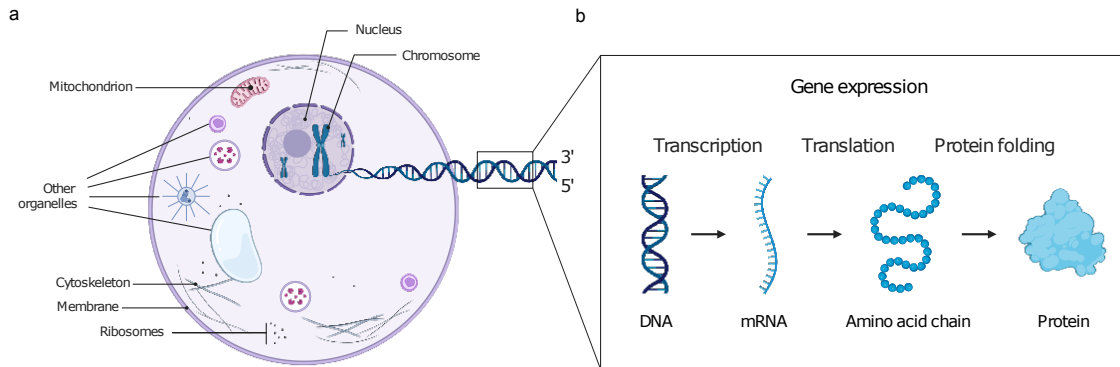 a
Nucleus
Chromosome
Mitochondrion
Other
organelles
Cytoskeleton
Membrane
Ribosomes
3'
5'
b
Gene expression
Transcription
Translation
Protein folding
DNA
mRNA
Amino acid chain
Protein